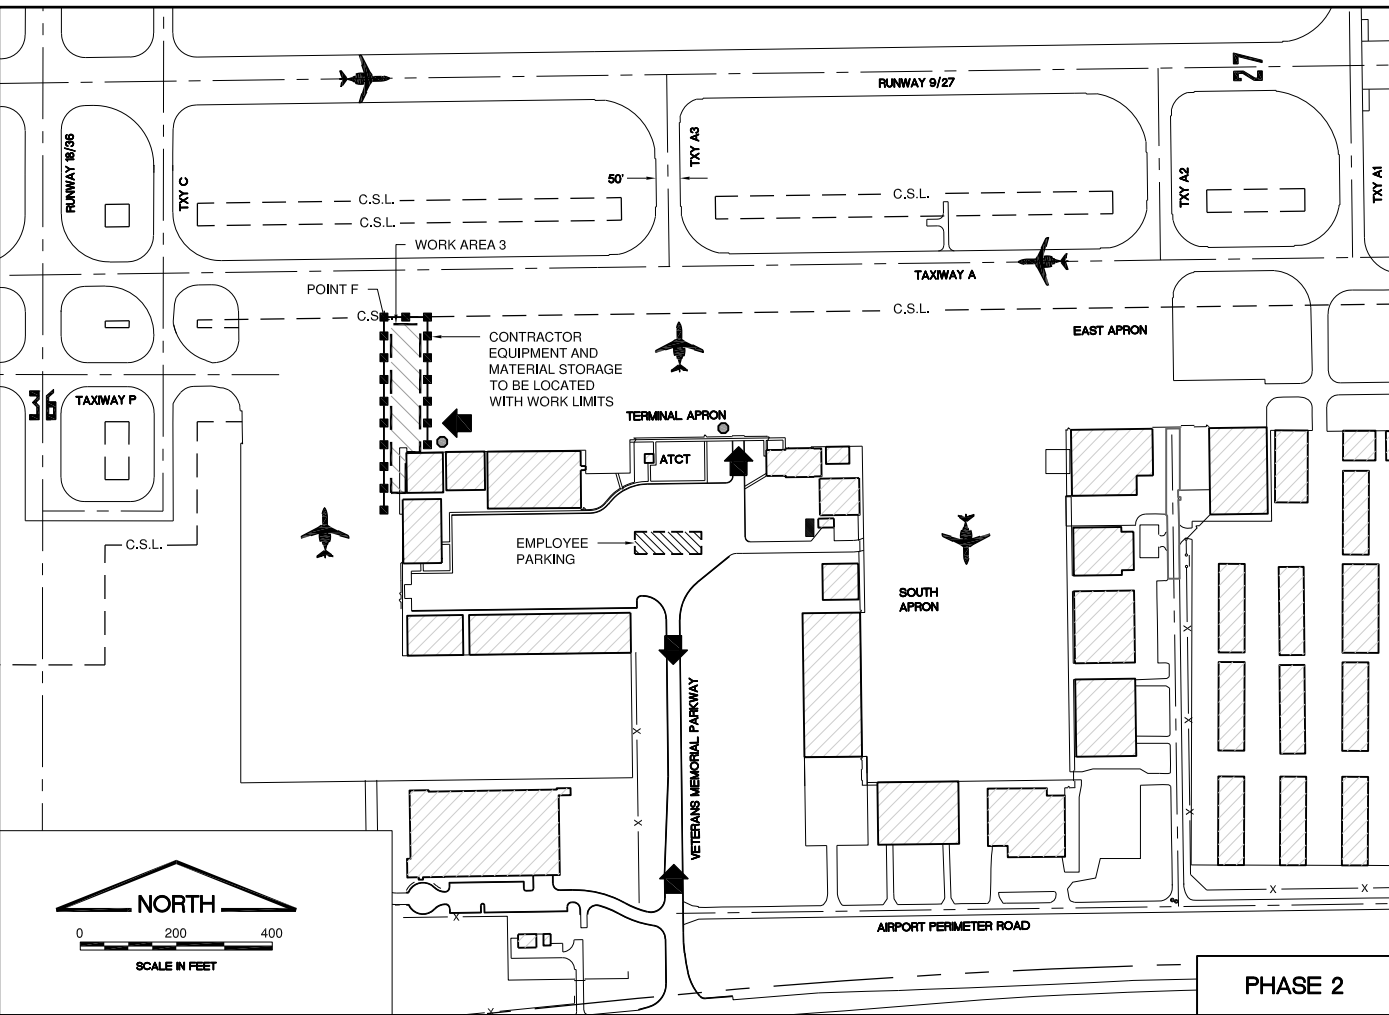 27
RUNWAY 9/27
RUNWAY 18/36
TXY C
TXY A3
TXY A2
TXY A1
50'
C.S.L.
C.S.L.
C.S.L.
WORK AREA 3
TAXIWAY A
POINT F
C.S
C.S.L.
EAST APRON
CONTRACTOR
EQUIPMENT AND
MATERIAL STORAGE
TO BE LOCATED
WITH WORK LIMITS
36
TAXIWAY P
TERMINAL APRON
ATCT
C.S.L.
EMPLOYEE
PARKING
SOUTH
APRON
X
X
X
X
X
VETERANS MEMORIAL PARKWAY
X
X
X
X
AIRPORT PERIMETER ROAD
NORTH
0 200 400
SCALE IN FEET
PHASE 2